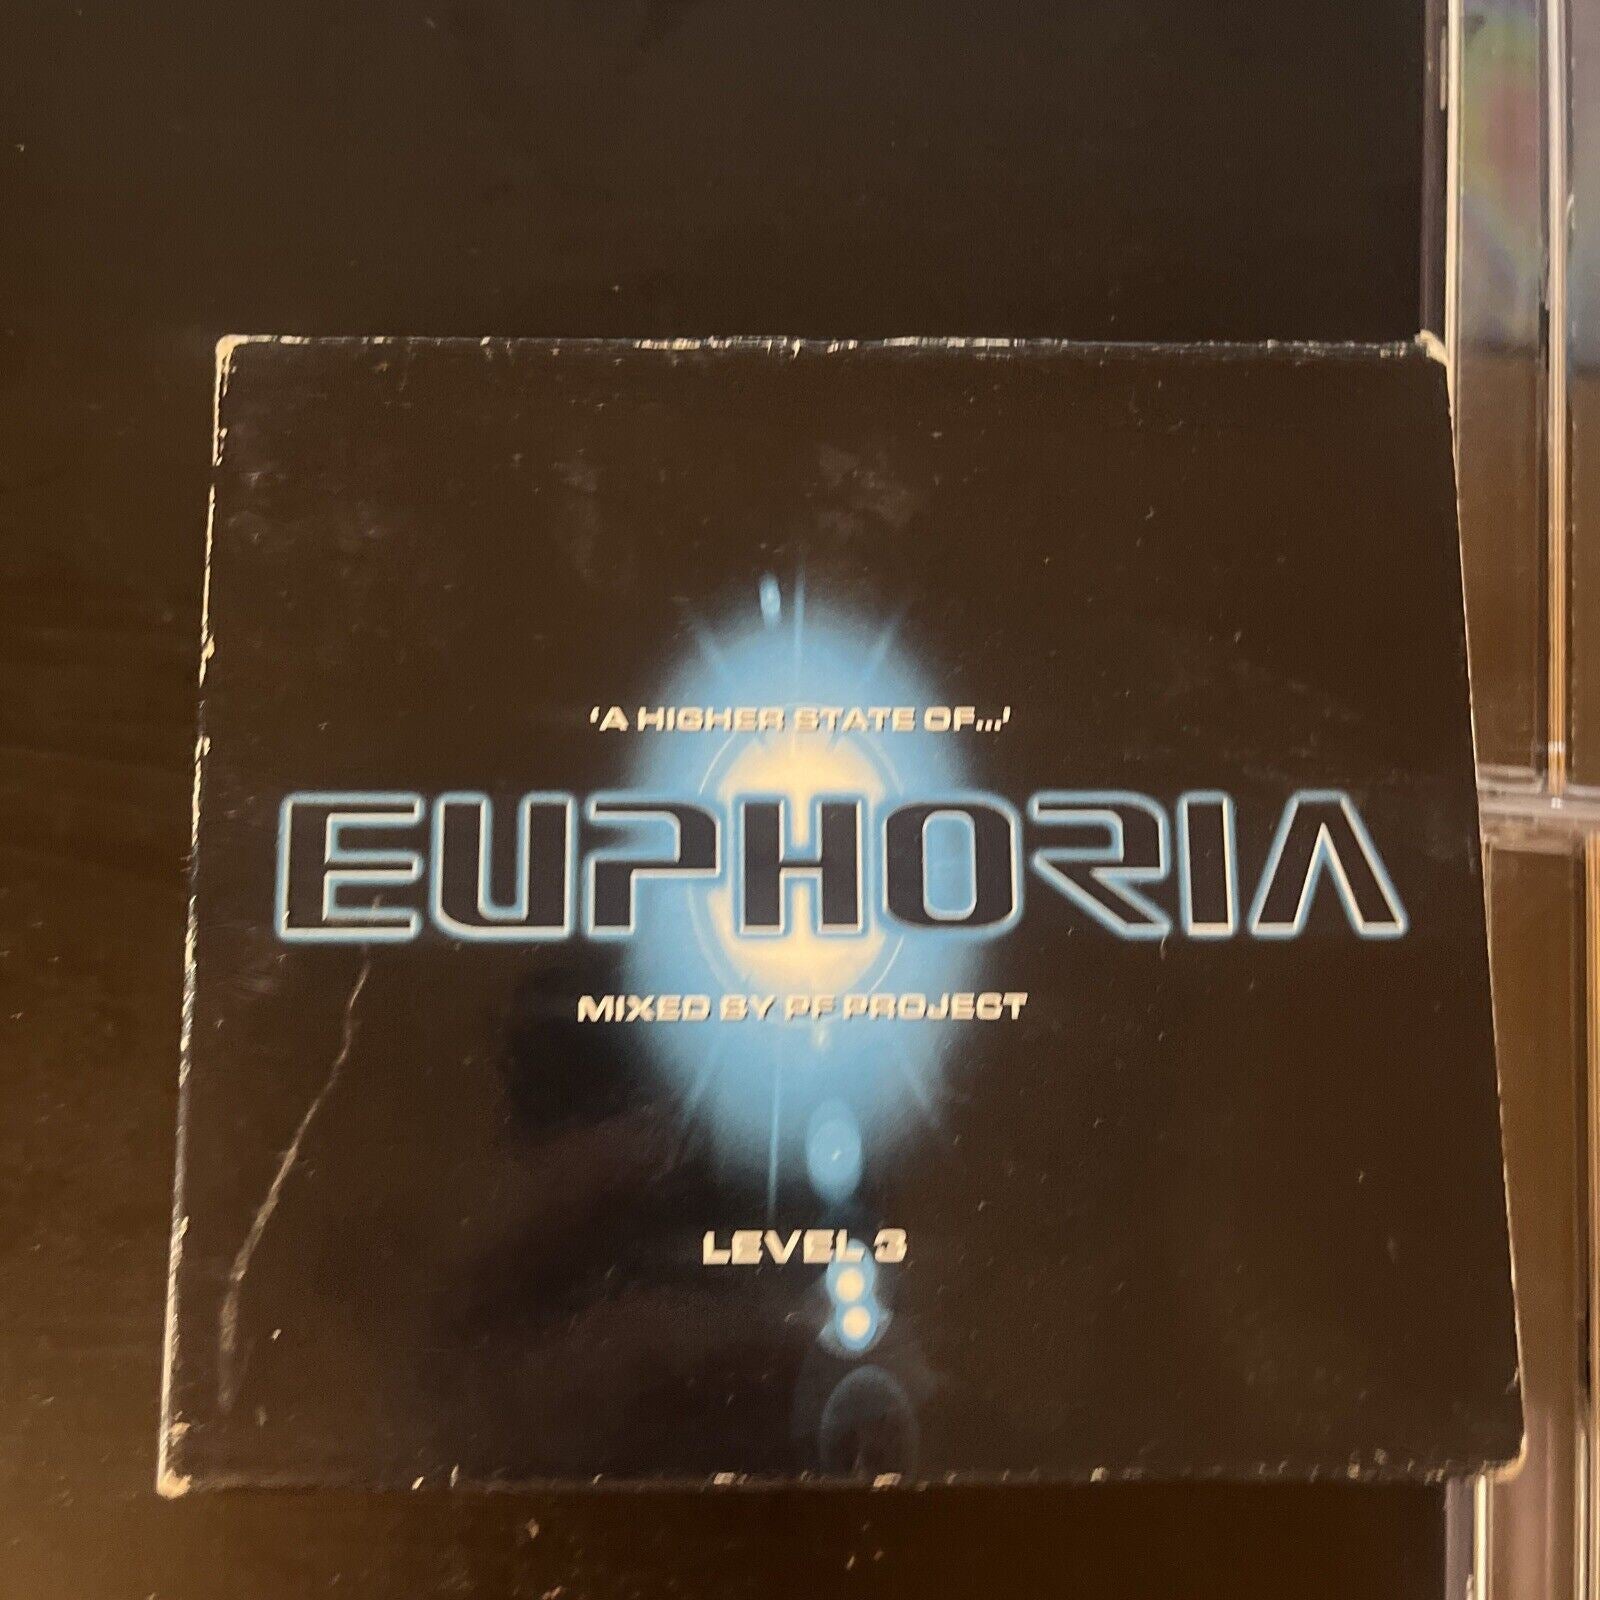 'A HIGHER STATE OF...'
EUPHORIA
MIXED BY PF PROJECT
LEVEL 3